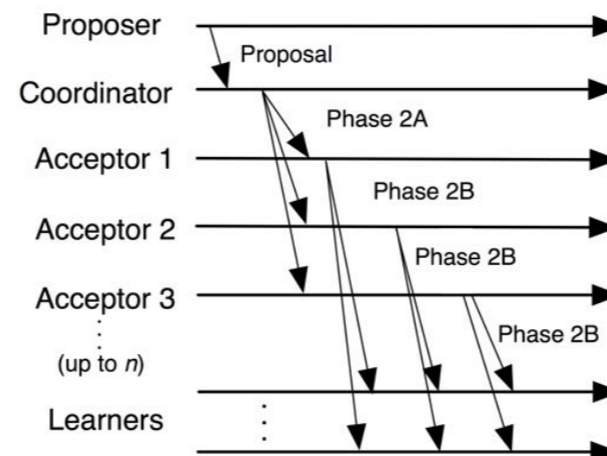 Proposer
Proposal
Coordinator
Phase 2A
Acceptor 1
Phase 2B
Acceptor 2
Phase 2B
Acceptor 3
Phase 2B
(up to n)
Learners